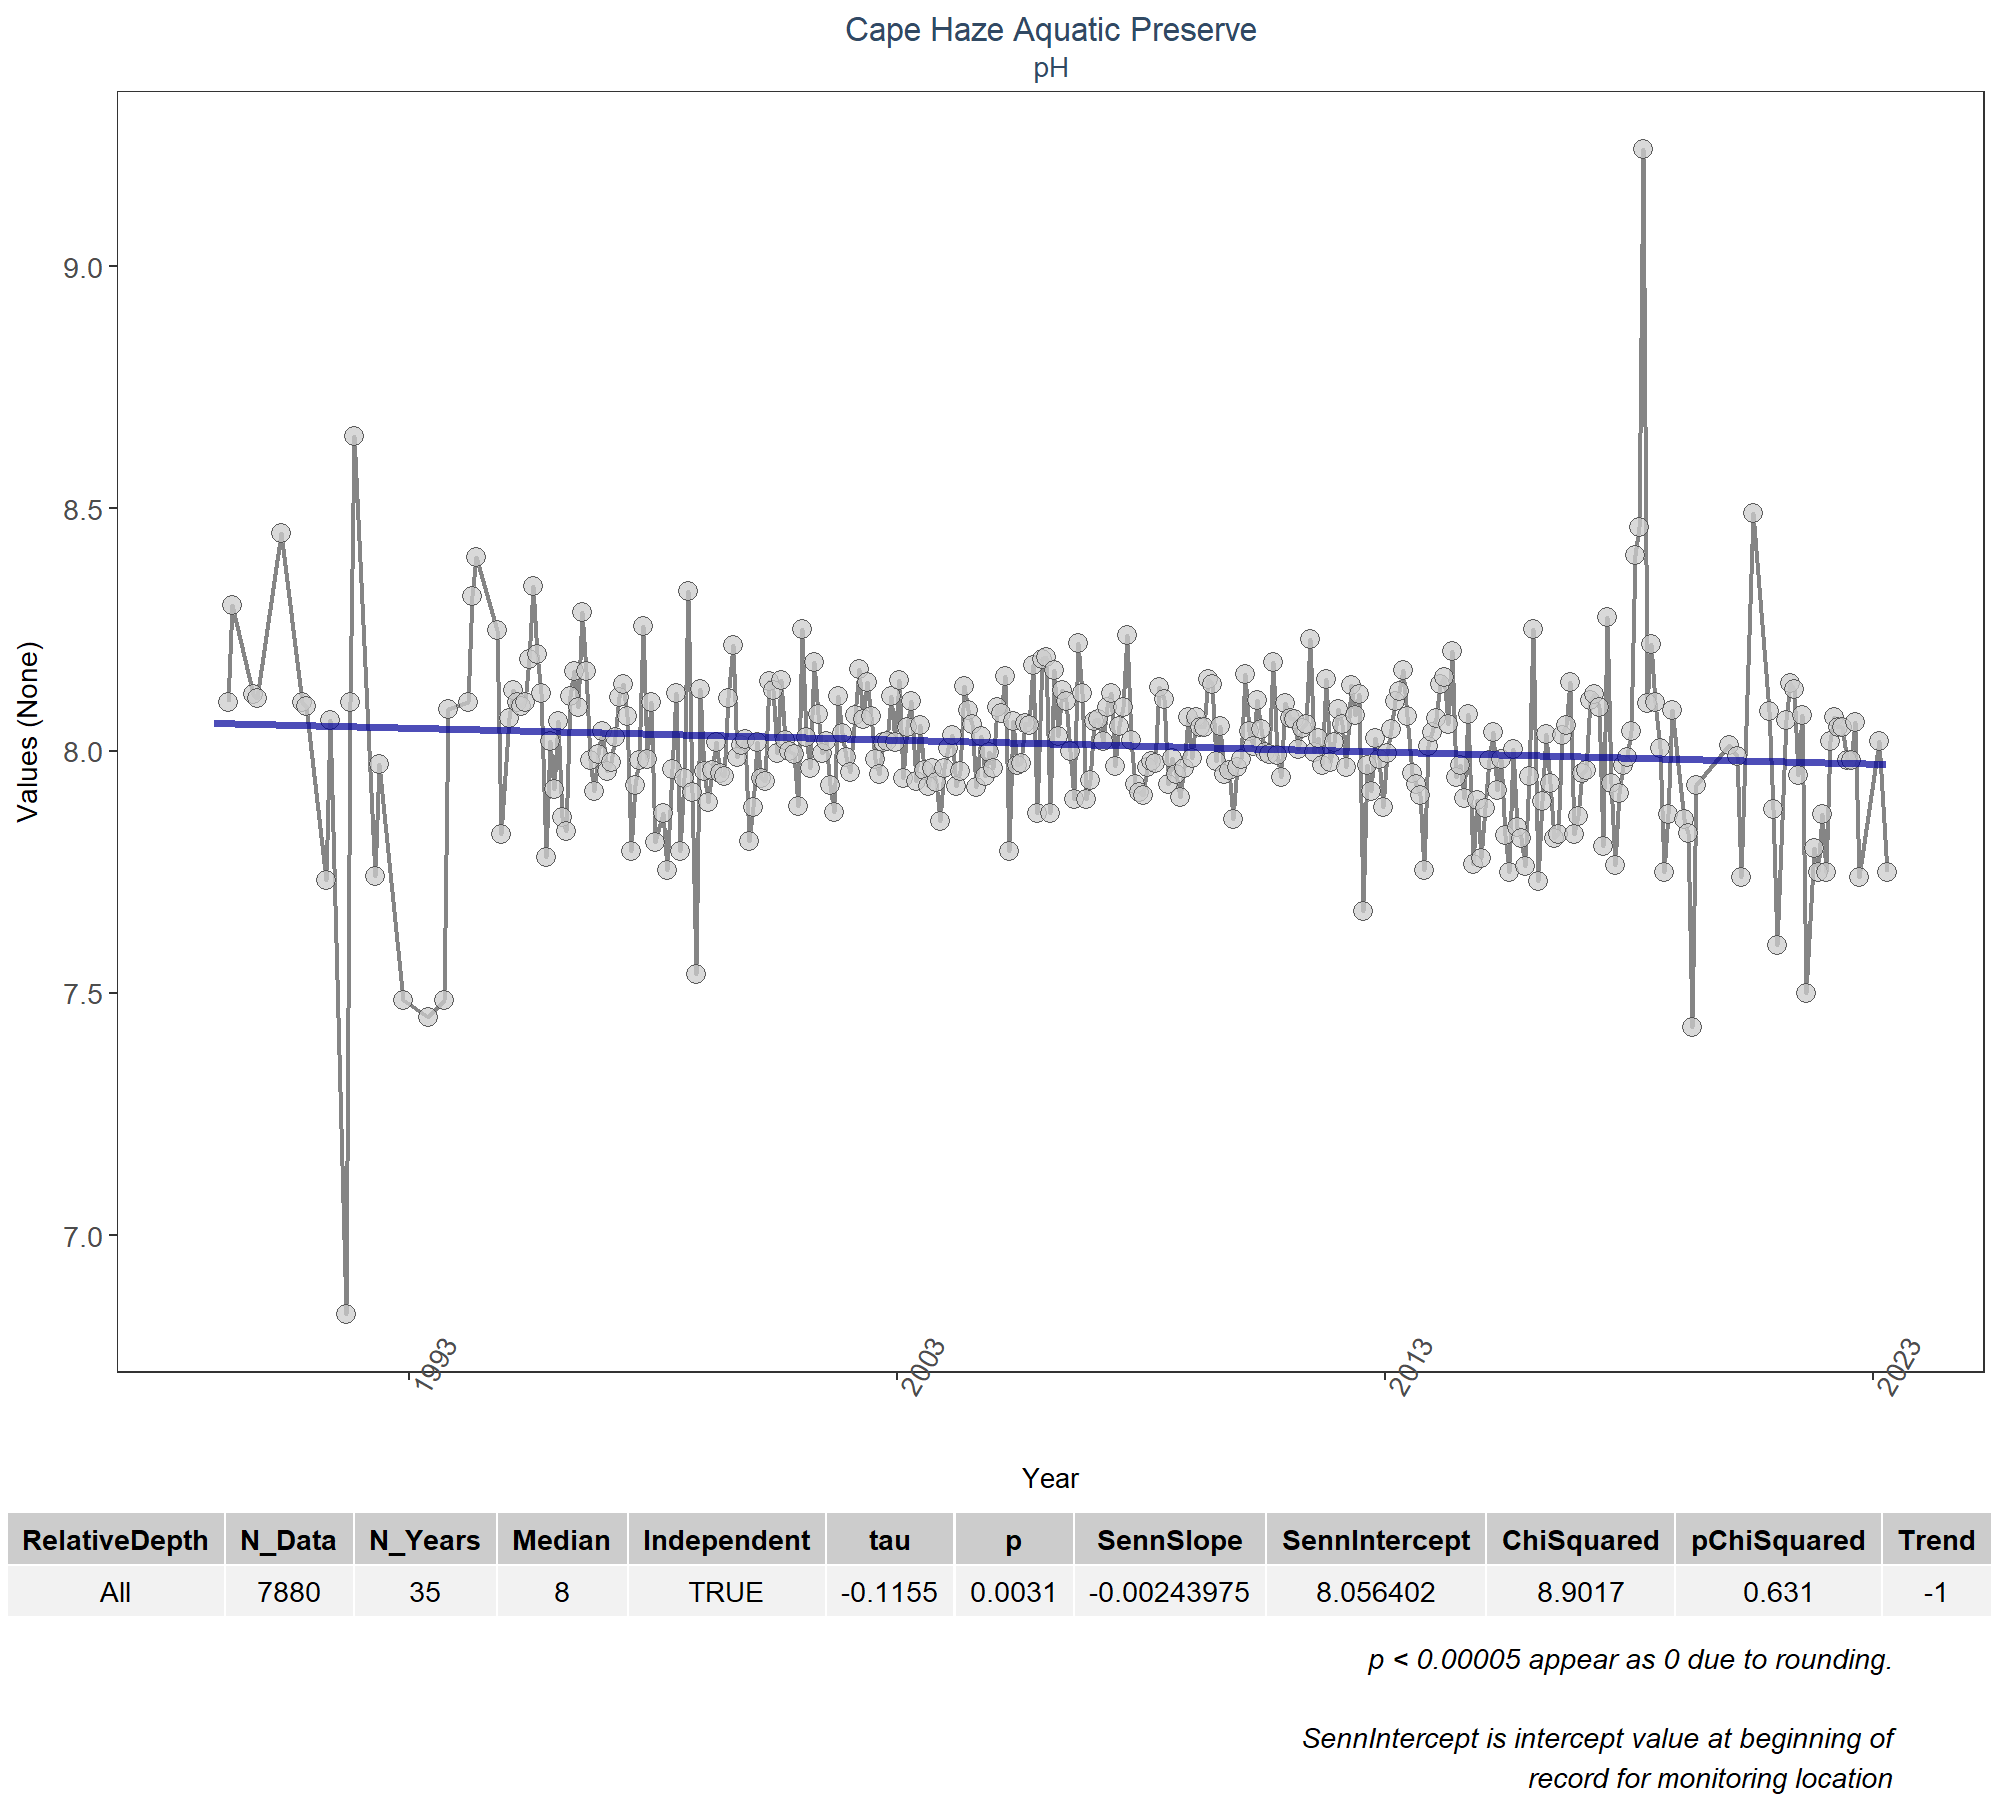 Cape Haze Aquatic Preserve
pH
Values (None)
9.0
8.5
8.0
7.5
7.0
1993 2003 2013 2023
Year
RelativeDepth N_Data N_Years Median Independent tau p SennSlope SennIntercept ChiSquared pChiSquared Trend
All 7880 35 8 TRUE -0.1155 0.0031 -0.00243975 8.056402 8.9017 0.631 -1
p < 0.00005 appear as 0 due to rounding.
SennIntercept is intercept value at beginning of
record for monitoring location